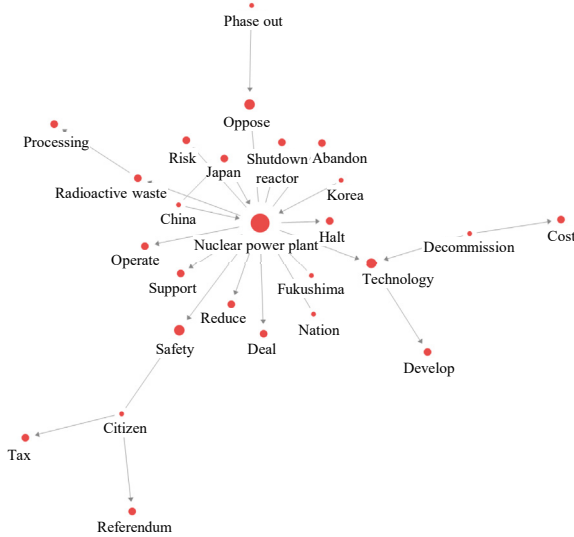 Phase out
Oppose
Processing
Risk
Japan
Shutdown
reactor
Abandon
Radioactive waste
Korea
China
Nuclear power plant
Halt
Decommission
Cost
Operate
Support
Fukushima
Technology
Reduce
Nation
Safety
Deal
Develop
Citizen
Tax
Referendum